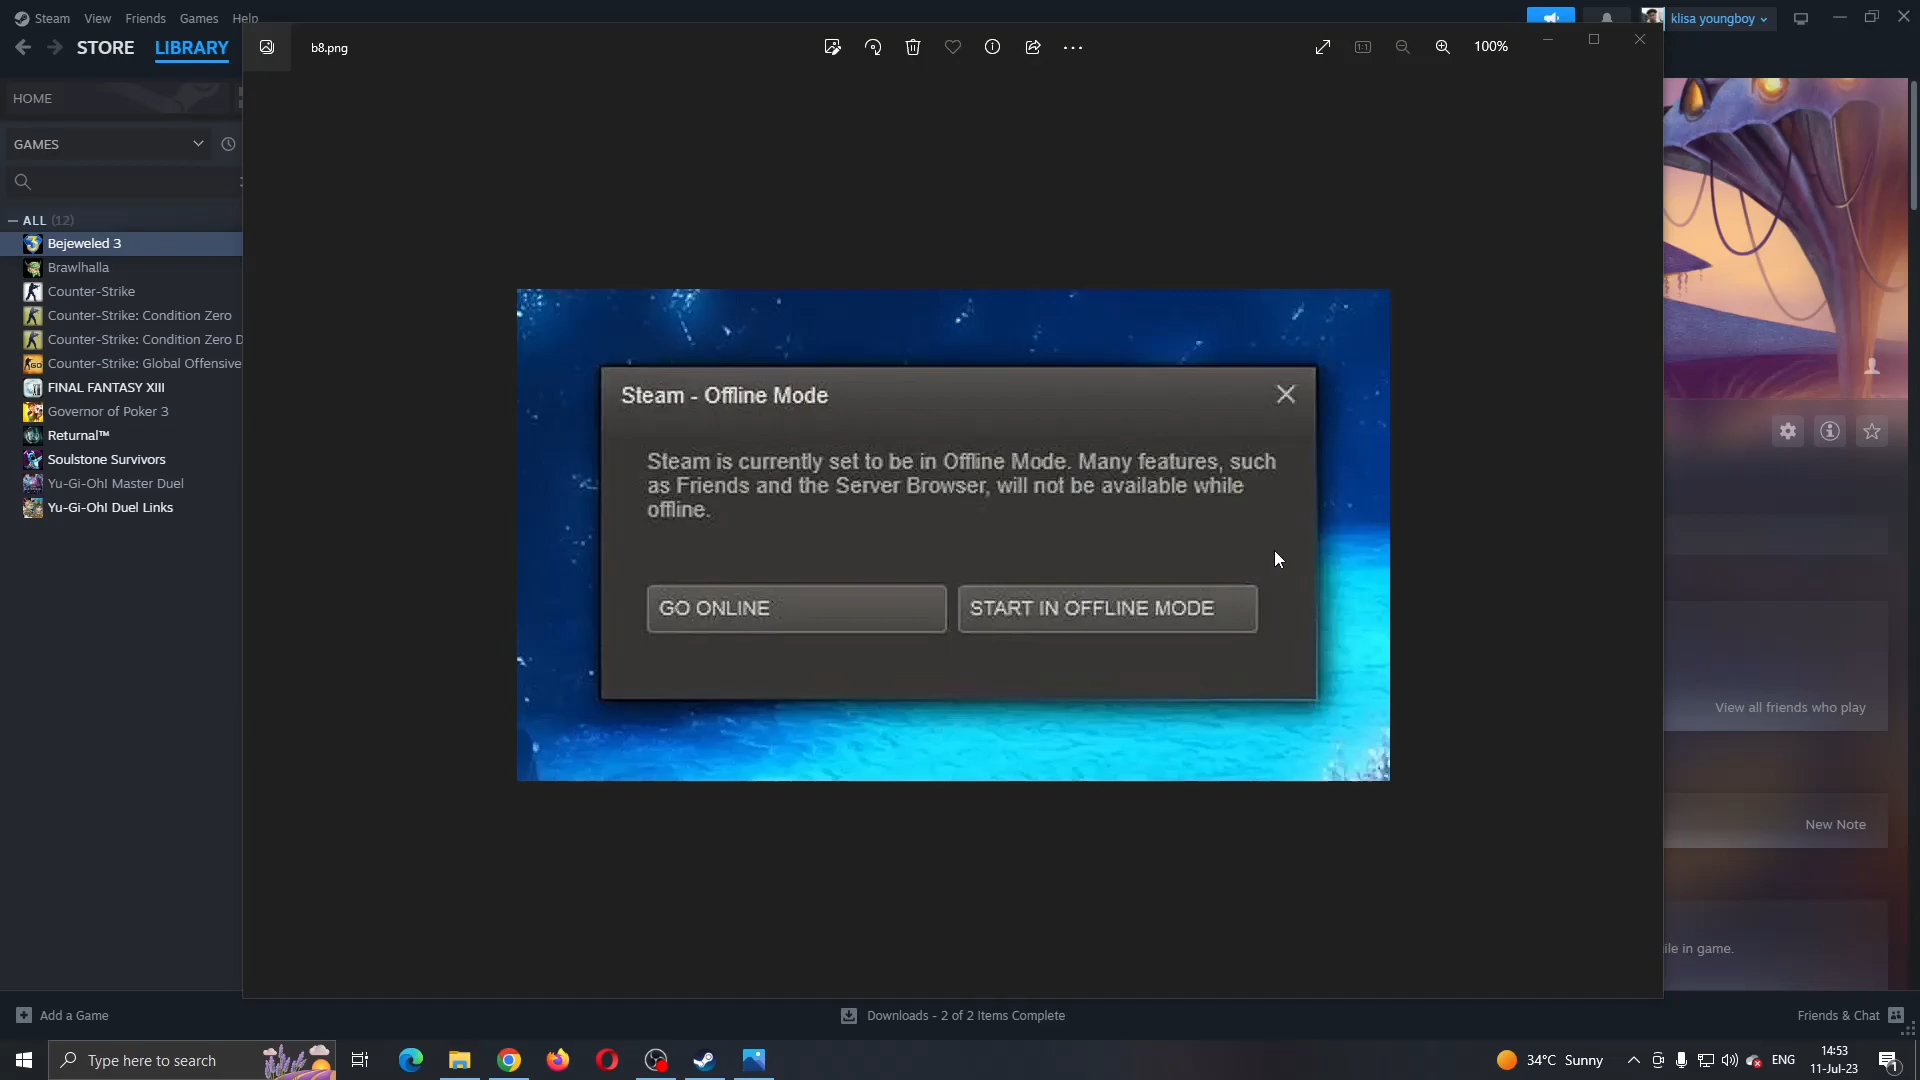 Steam View Friends Games Help
klisa youngboy
STORE LIBRARY
b8.png
100%
HOME
GAMES
ALL (12)
Bejeweled 3
Brawlhalla
Counter-Strike
Counter-Strike: Condition Zero
Counter-Strike: Condition Zero D
Counter-Strike: Global Offensive
FINAL FANTASY XIII
Governor of Poker 3
Returnal™
Soulstone Survivors
Yu-Gi-Oh! Master Duel
Yu-Gi-Oh! Duel Links
Steam - Offline Mode
Steam is currently set to be in Offline Mode. Many features, such
as Friends and the Server Browser, will not be available while
offline.
GO ONLINE
START IN OFFLINE MODE
View all friends who play
New Note
ile in game.
Add a Game
Downloads - 2 of 2 Items Complete
Friends & Chat
Type here to search
34°C Sunny
ENG
14:53
11-Jul-23
1